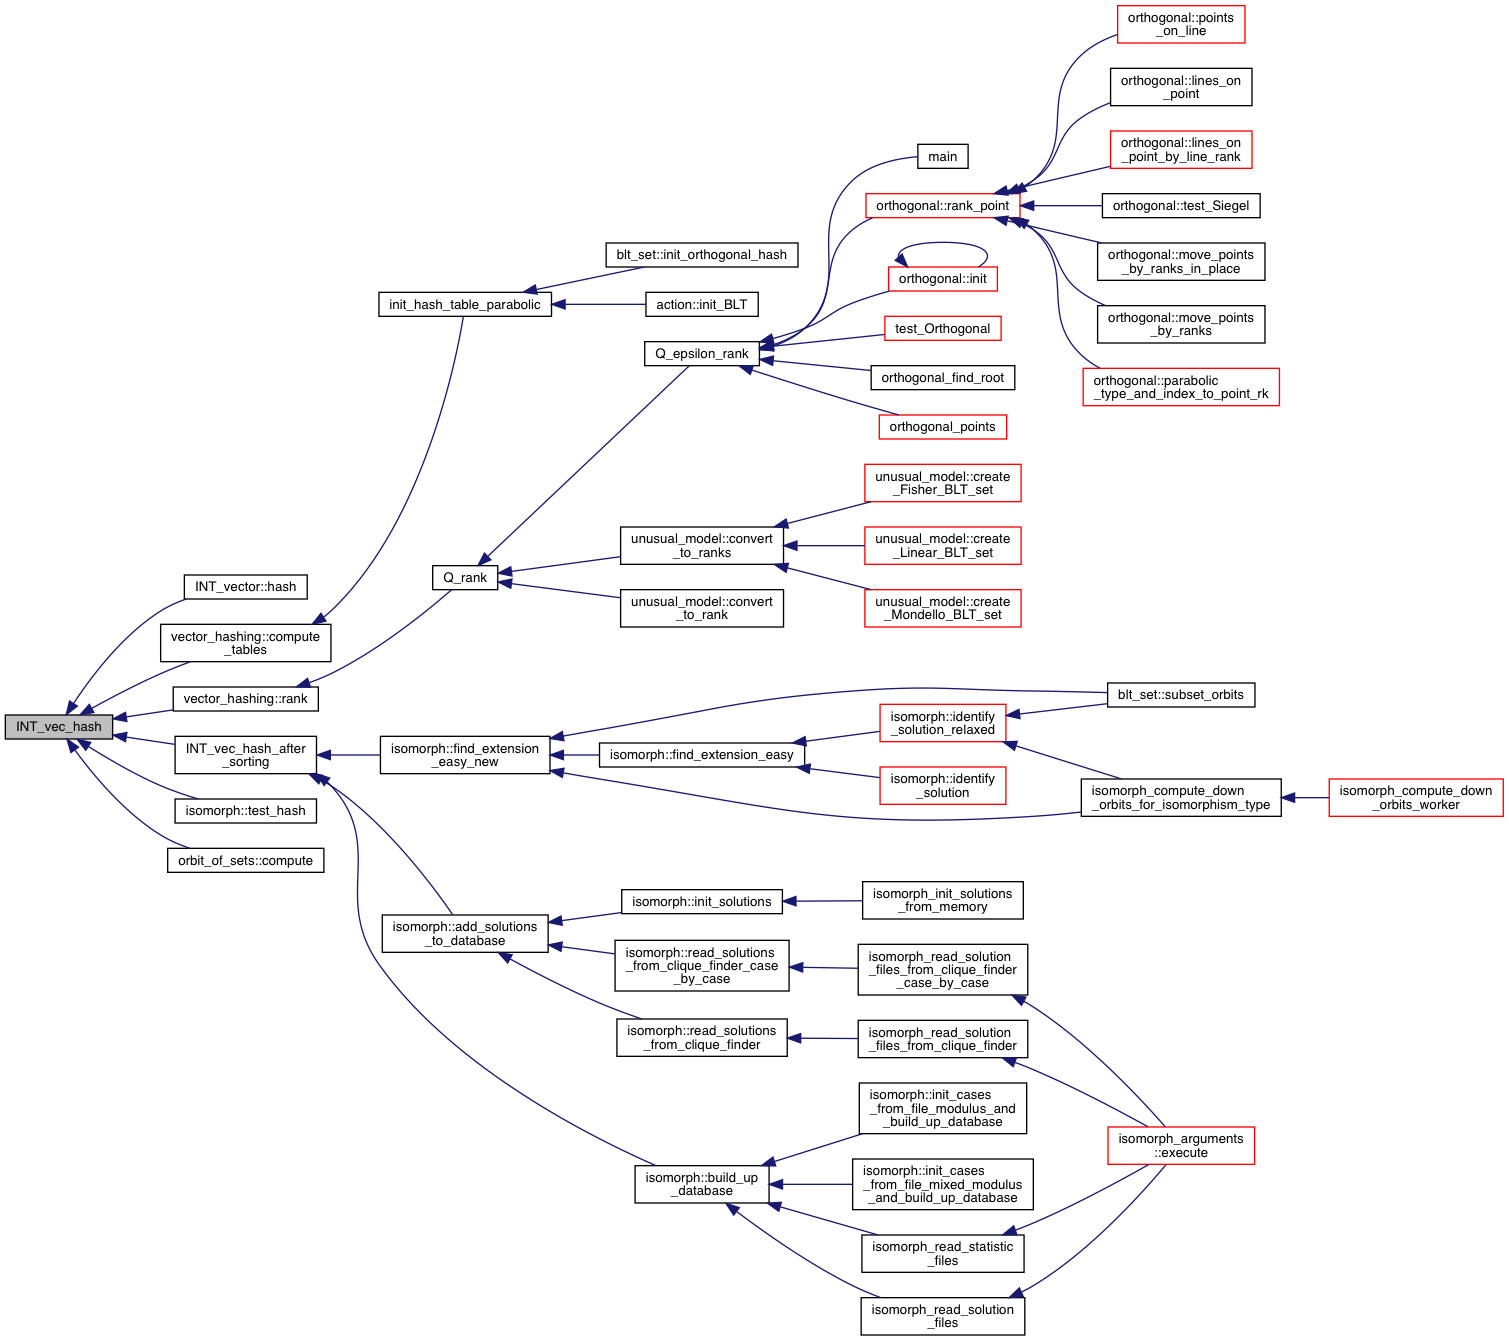 orthogonal::points
_on_line
orthogonal::lines_on
_point
orthogonal::lines_on
_point_by_line_rank
main
orthogonal::rank_point
orthogonal::test_Siegel
orthogonal::move_points
_by_ranks_in_place
blt_set::init_orthogonal_hash
orthogonal::init
init_hash_table_parabolic
action::init_BLT
orthogonal::move_points
_by_ranks
test_Orthogonal
Q_epsilon_rank
orthogonal_find_root
orthogonal::parabolic
_type_and_index_to_point_rk
orthogonal_points
unusual_model::create
_Fisher_BLT_set
unusual_model::convert
_to_ranks
unusual_model::create
_Linear_BLT_set
Q_rank
INT_vector::hash
unusual_model::convert
_to_rank
unusual_model::create
_Mondello_BLT_set
vector_hashing::compute
_tables
vector_hashing::rank
blt_set::subset_orbits
INT_vec_hash
isomorph::identify
_solution_relaxed
INT_vec_hash_after
_sorting
isomorph::find_extension
_easy_new
isomorph::find_extension_easy
isomorph::identify
_solution
isomorph_compute_down
_orbits_for_isomorphism_type
isomorph_compute_down
_orbits_worker
isomorph::test_hash
orbit_of_sets::compute
isomorph::init_solutions
isomorph_init_solutions
_from_memory
isomorph::add_solutions
_to_database
isomorph::read_solutions
_from_clique_finder_case
_by_case
isomorph_read_solution
_files_from_clique_finder
_case_by_case
isomorph::read_solutions
_from_clique_finder
isomorph_read_solution
_files_from_clique_finder
isomorph::init_cases
_from_file_modulus_and
_build_up_database
isomorph_arguments
::execute
isomorph::build_up
_database
isomorph::init_cases
_from_file_mixed_modulus
_and_build_up_database
isomorph_read_statistic
_files
isomorph_read_solution
_files